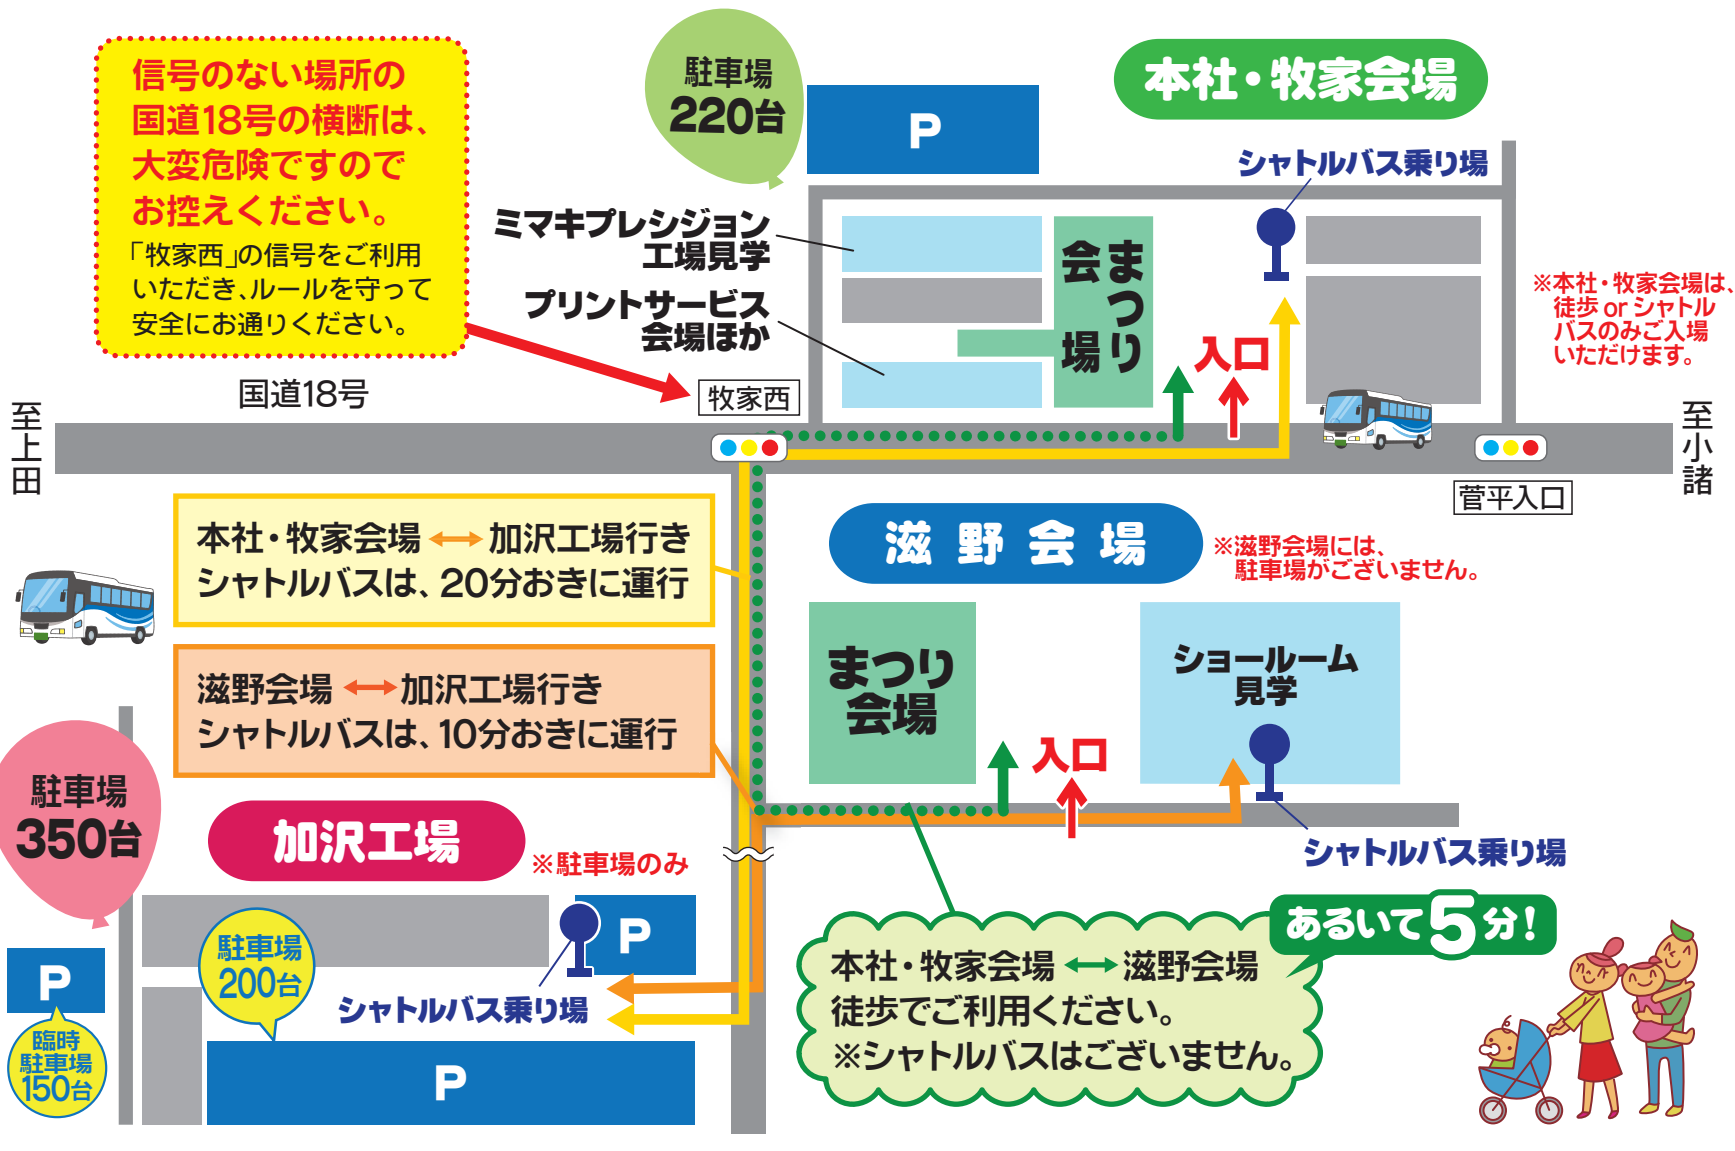 信号のない場所の
国道18号の横断は、
大変危険ですので
お控えください。
「牧家西」の信号をご利用
いただき、ルールを守って
安全にお通りください。
駐車場
220台
P
本社・牧家会場
シャトルバス乗り場
ミマキプレシジョン
工場見学
プリントサービス
会場ほか
まつり
会場
入口
※本社・牧家会場は、
徒歩 or シャトル
バスのみご入場
いただけます。
国道18号
牧家西
至上田
至小諸
菅平入口
本社・牧家会場 ↔ 加沢工場行き
シャトルバスは、20分おきに運行
滋野会場
※滋野会場には、
駐車場がございません。
滋野会場 ↔ 加沢工場行き
シャトルバスは、10分おきに運行
まつり
会場
入口
ショールーム
見学
シャトルバス乗り場
駐車場
350台
加沢工場
※駐車場のみ
P
駐車場
200台
シャトルバス乗り場
P
臨時
駐車場
150台
P
あるいて5分!
本社・牧家会場 ↔ 滋野会場
徒歩でご利用ください。
※シャトルバスはございません。